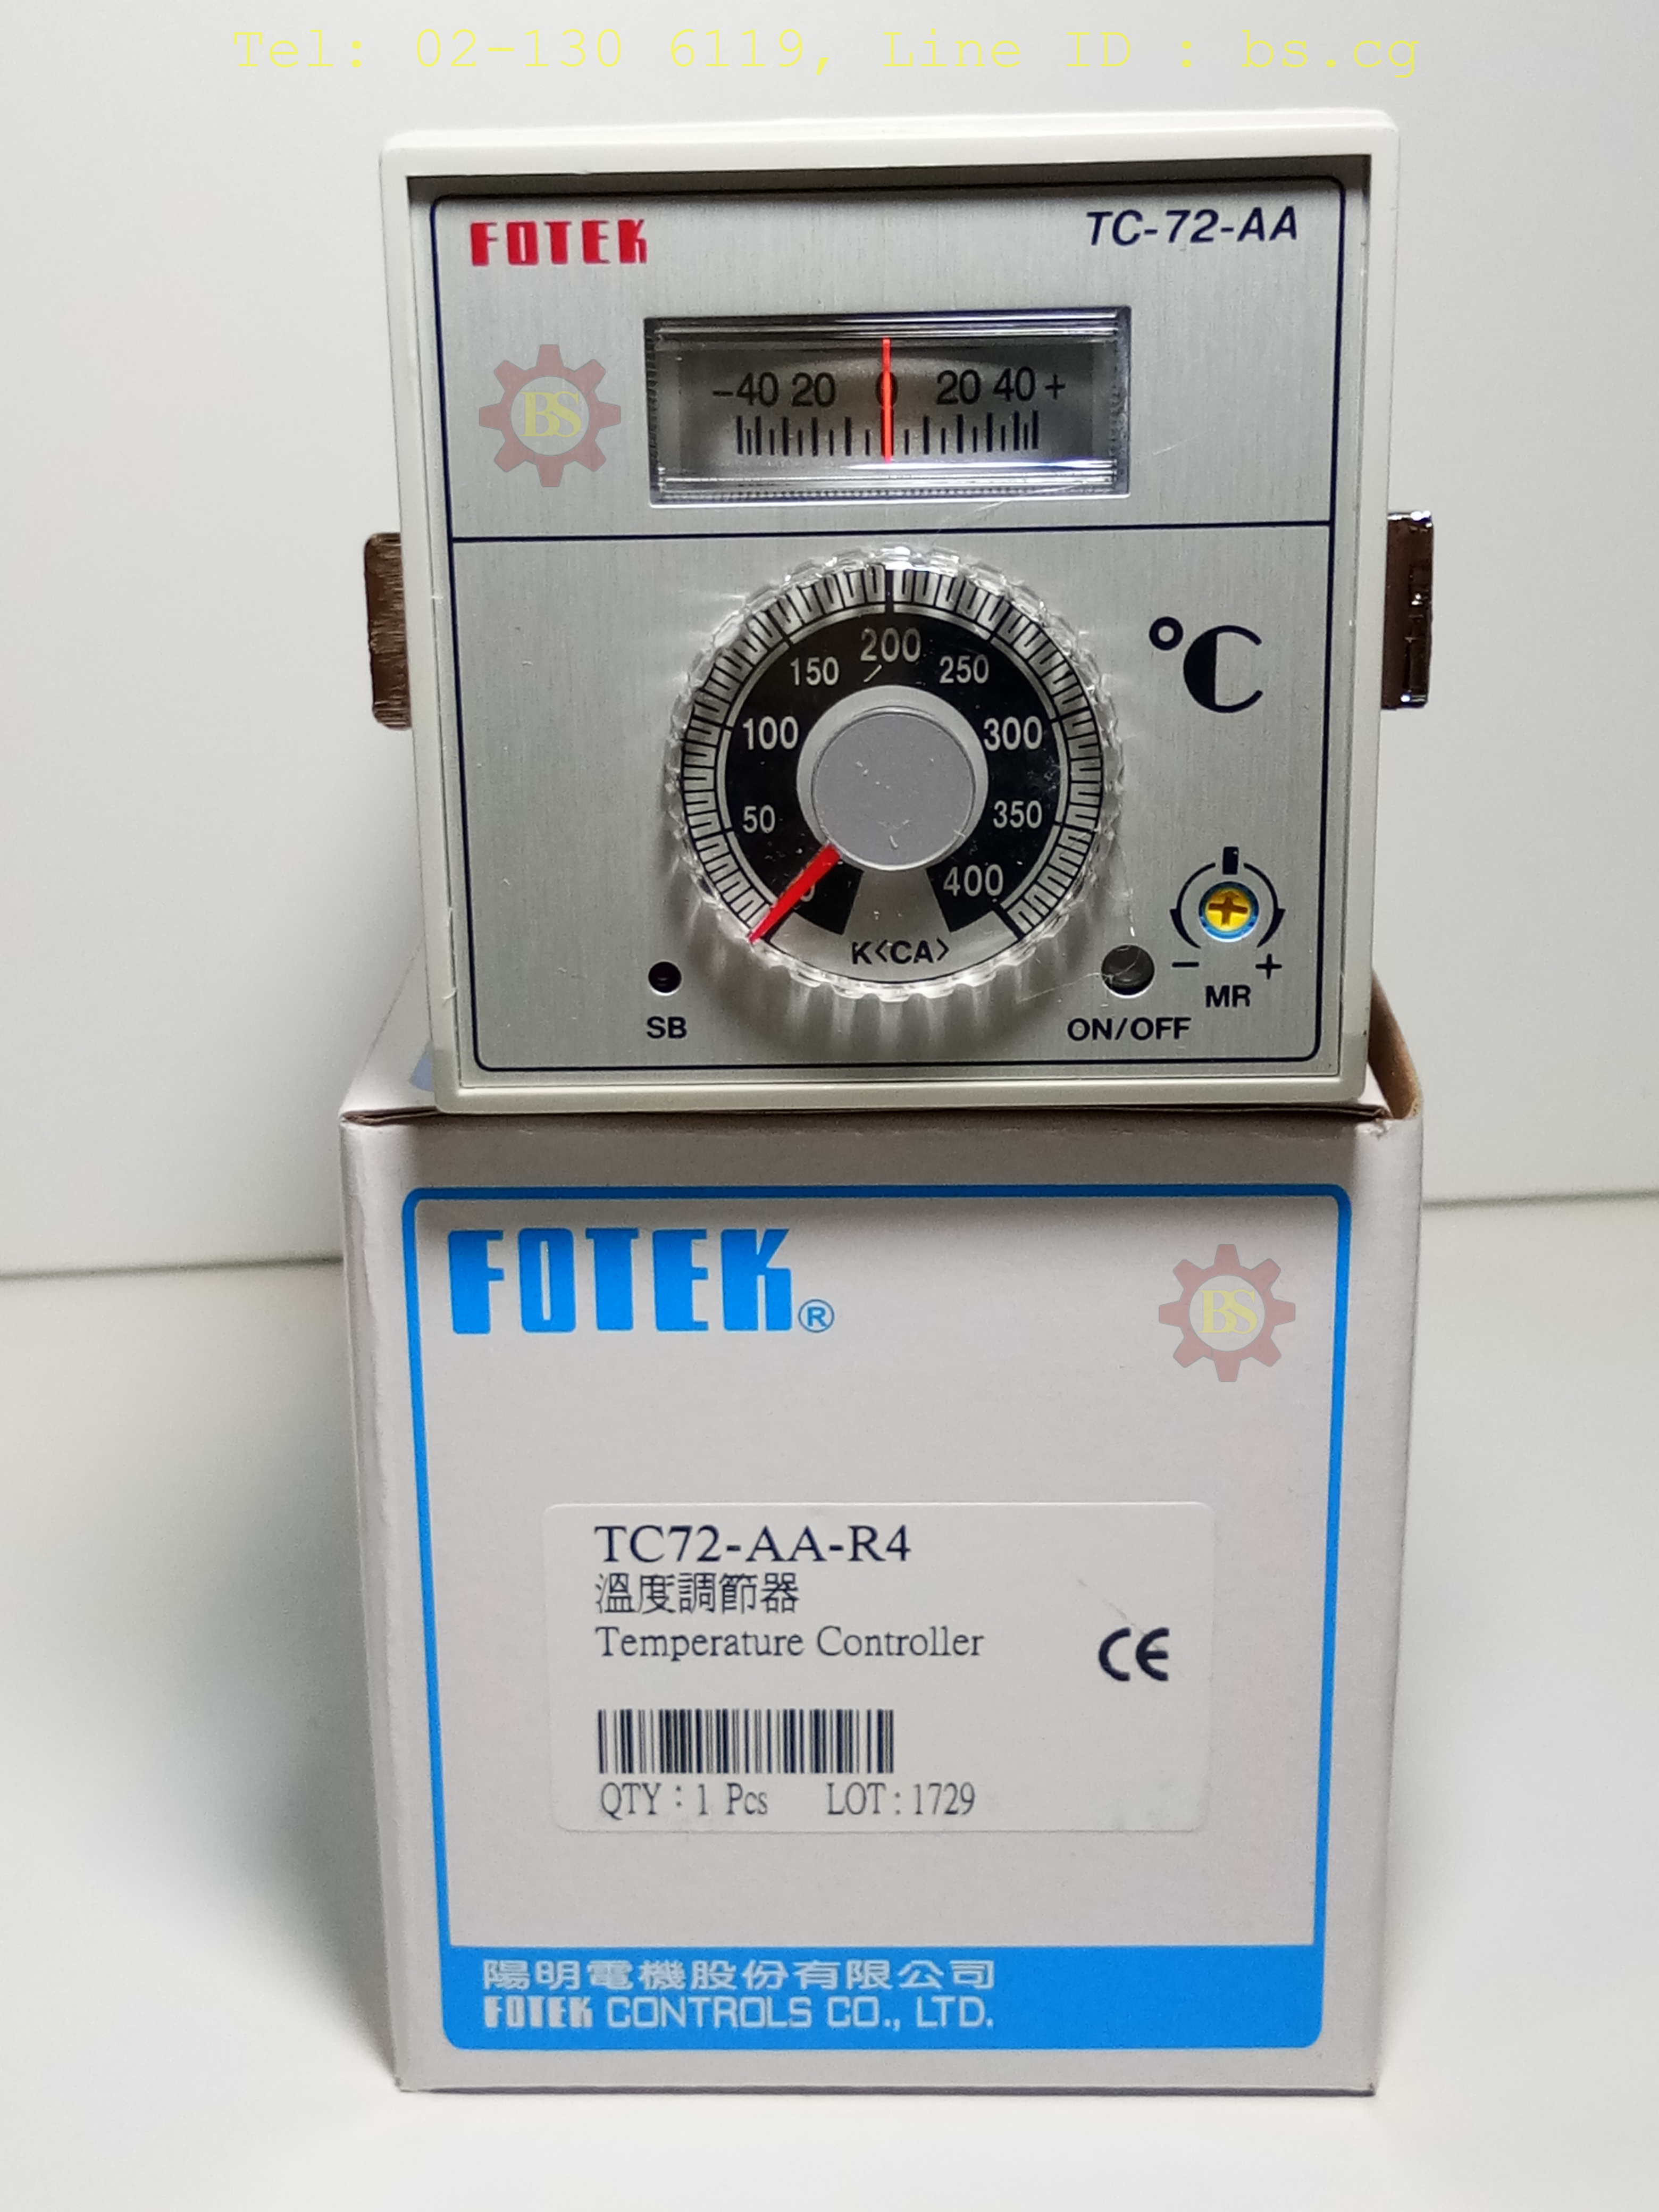 Tel: 02-130 6119, Line ID : bs.cg
FOTEK TC-72-AA
BS
-40 20 0 20 40+
200
150 250
°C
100 300
50 350
0 400
K<CA>
- +
MR
SB ON/OFF
FOTEK®
BS
TC72-AA-R4
溫度調節器
Temperature Controller
CE
QTY : 1 Pcs LOT : 1729
陽明電機股份有限公司
FOTEK CONTROLS CO., LTD.